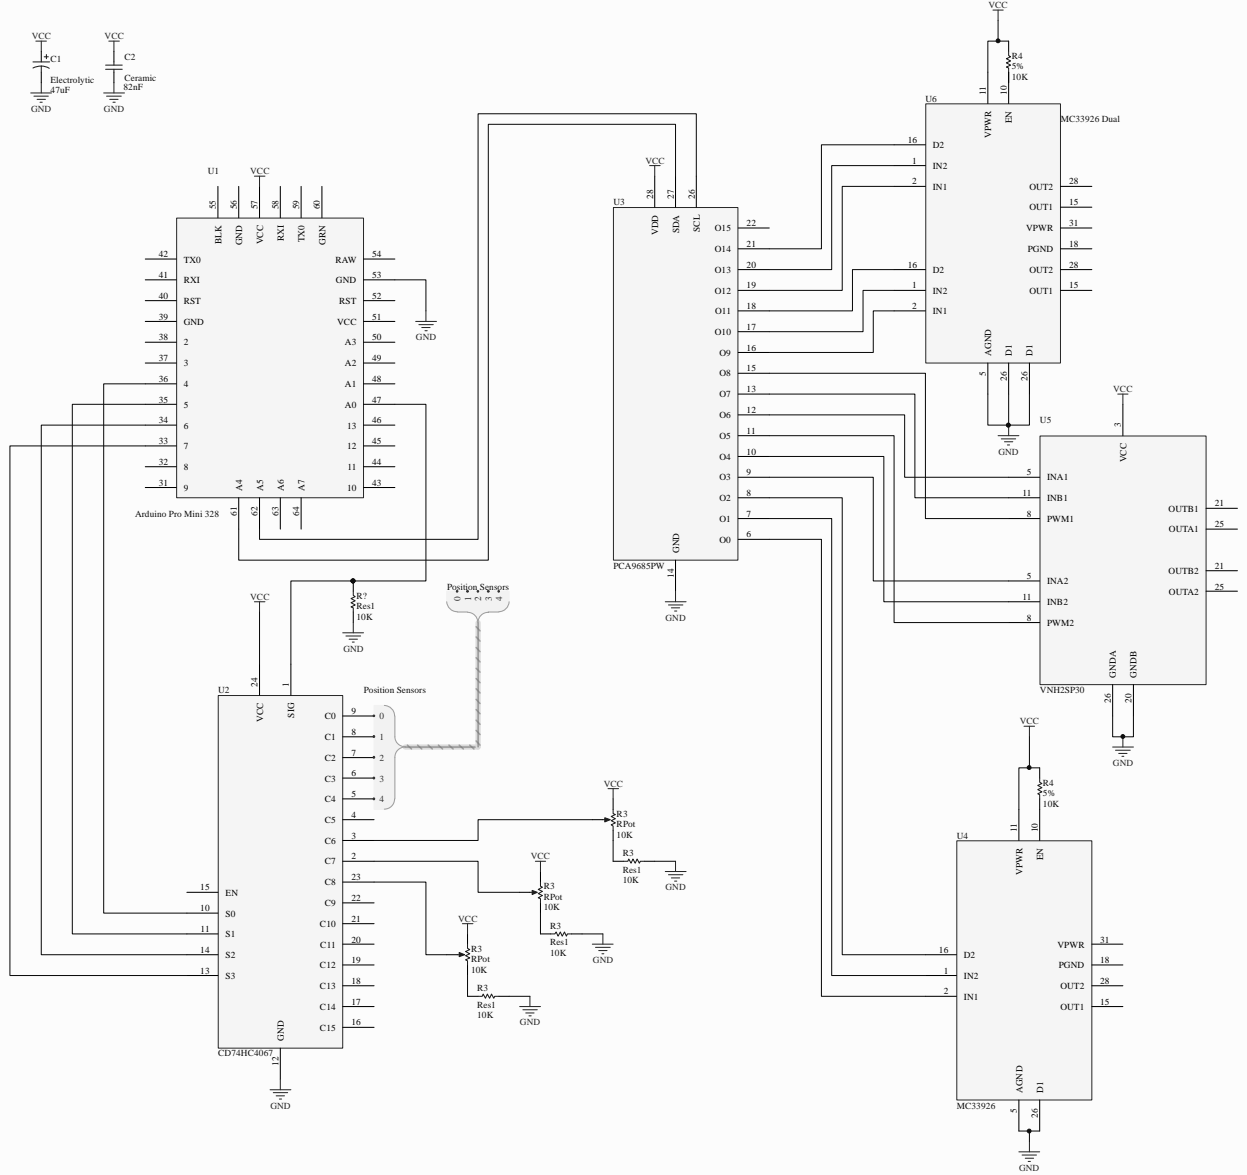 VCC
C1
Electrolytic
47uF
GND
VCC
C2
Ceramic
82nF
GND
U1
VCC
55
56
57
58
59
60
BLK
GND
VCC
RXI
TX0
GRN
42 TX0
41 RXI
40 RST
39 GND
38 2
37 3
36 4
35 5
34 6
33 7
32 8
31 9
RAW 54
GND 53
RST 52
VCC 51
A3 50
A2 49
A1 48
A0 47
13 46
12 45
11 44
10 43
GND
A4
A5
A6
A7
61
62
63
64
Arduino Pro Mini 328
R?
Res1
10K
GND
Position Sensors
0
1
2
3
4
VCC
24
1
U2
VCC
SIG
Position Sensors
C0 9 0
C1 8 1
C2 7 2
C3 6 3
C4 5 4
C5 4
C6 3
C7 2
C8 23
C9 22
C10 21
C11 20
C12 19
C13 18
C14 17
C15 16
15 EN
10 S0
11 S1
14 S2
13 S3
GND
12
CD74HC4067
GND
VCC
R3
RPot
10K
R3
Res1
10K
GND
VCC
R3
RPot
10K
R3
Res1
10K
GND
VCC
R3
RPot
10K
R3
Res1
10K
GND
VCC
28
27
26
U3
VDD
SDA
SCL
O15 22
O14 21
O13 20
O12 19
O11 18
O10 17
O9 16
O8 15
O7 13
O6 12
O5 11
O4 10
O3 9
O2 8
O1 7
O0 6
GND
14
PCA9685PW
GND
VCC
R4
5%
10K
11
10
U6
VPWR
EN
MC33926 Dual
16 D2
1 IN2
2 IN1
16 D2
1 IN2
2 IN1
OUT2 28
OUT1 15
VPWR 31
PGND 18
OUT2 28
OUT1 15
AGND
D1
D1
5
26
26
GND
VCC
3
U5
VCC
5 INA1
11 INB1
8 PWM1
5 INA2
11 INB2
8 PWM2
OUTB1 21
OUTA1 25
OUTB2 21
OUTA2 25
GNDA
GNDB
26
20
VNH2SP30
GND
VCC
R4
5%
10K
11
10
U4
VPWR
EN
16 D2
1 IN2
2 IN1
VPWR 31
PGND 18
OUT2 28
OUT1 15
AGND
D1
5
26
MC33926
GND